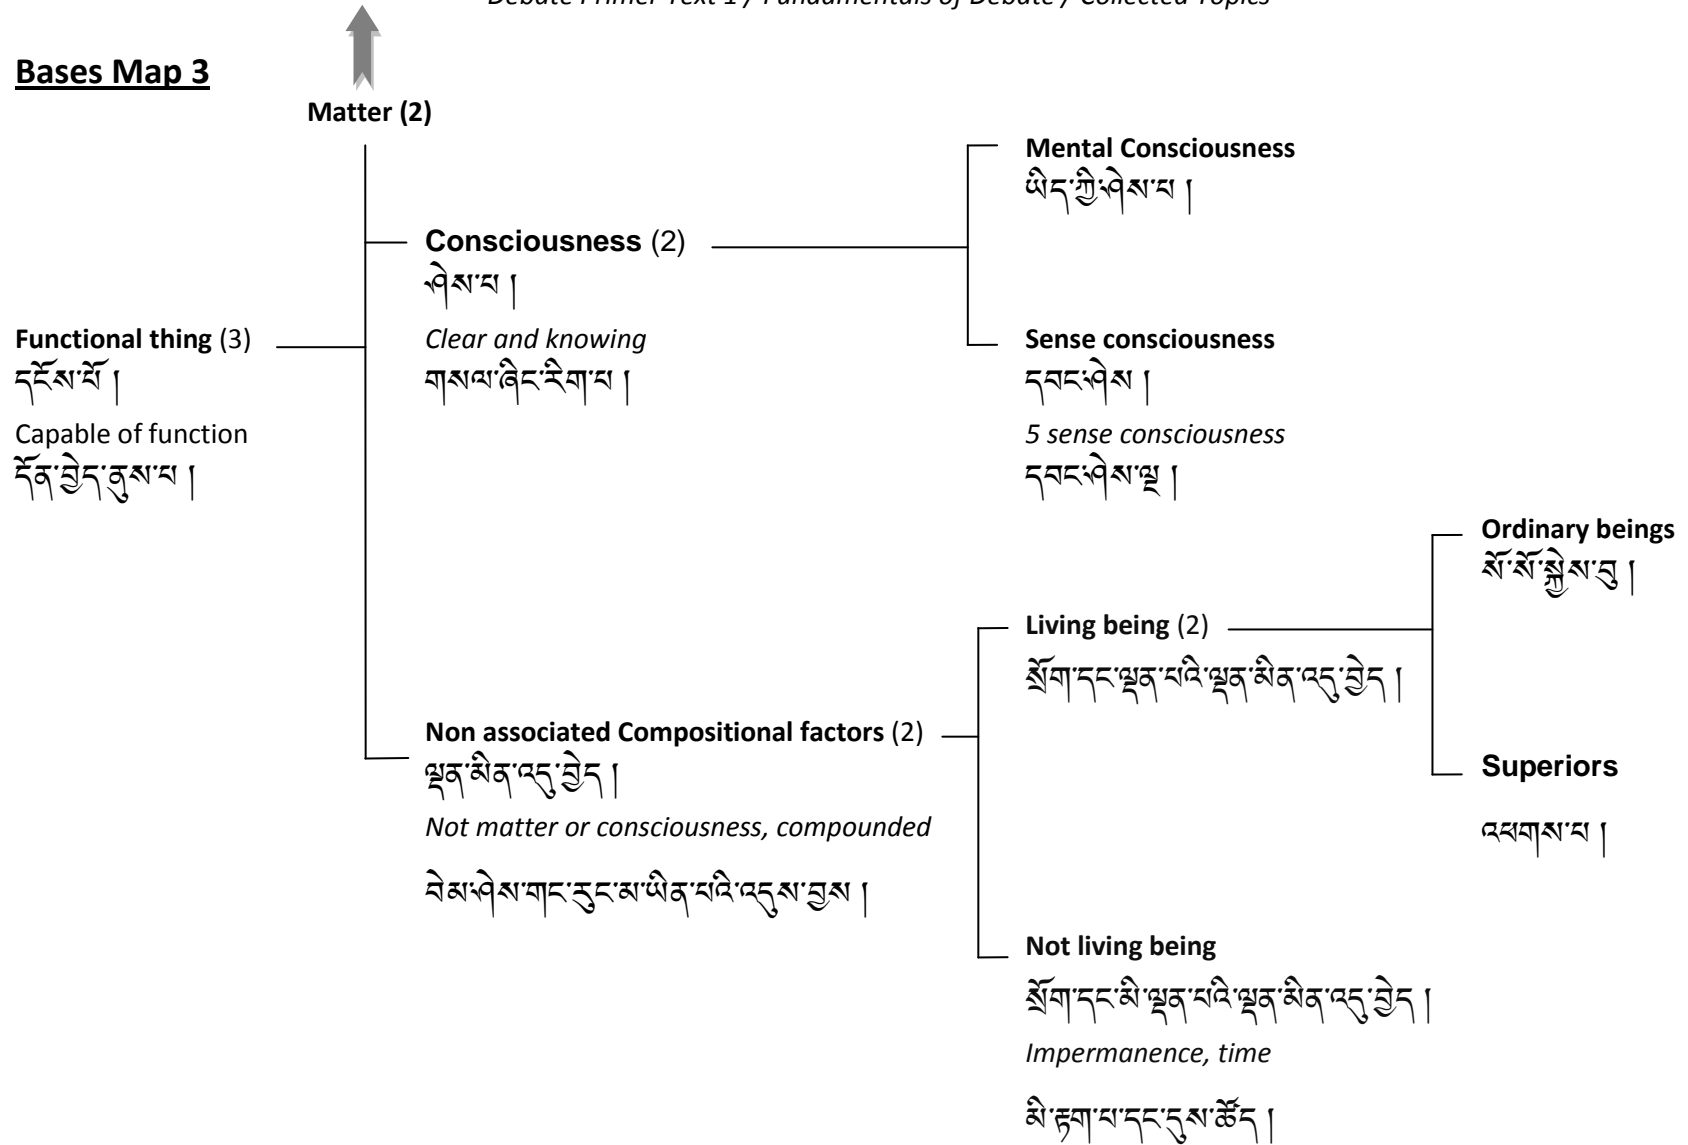 Debate Primer Text 1 / Fundamentals of Debate / Collected Topics
Bases Map 3
Matter (2)
Mental Consciousness
ཡིད་ཀྱི་ཤེས་པ །
Consciousness (2)
ཤེས་པ །
Clear and knowing
གསལ་ཞིང་རིག་པ །
Functional thing (3)
དངོས་པོ །
Capable of function
དོན་བྱེད་ནུས་པ །
Sense consciousness
དབང་ཤེས །
5 sense consciousness
དབང་ཤེས་ལྔ །
Ordinary beings
སོ་སོ་སྐྱེས་བུ །
Living being (2)
སྲོག་དང་ལྡན་པའི་ལྡན་མིན་འདུ་བྱེད །
Non associated Compositional factors (2)
ལྡན་མིན་འདུ་བྱེད །
Not matter or consciousness, compounded
བེམ་ཤེས་གང་རུང་མ་ཡིན་པའི་འདུས་བྱས །
Superiors
འཕགས་པ །
Not living being
སྲོག་དང་མི་ལྡན་པའི་ལྡན་མིན་འདུ་བྱེད །
Impermanence, time
མི་རྟག་པ་དང་དུས་ཚོད །